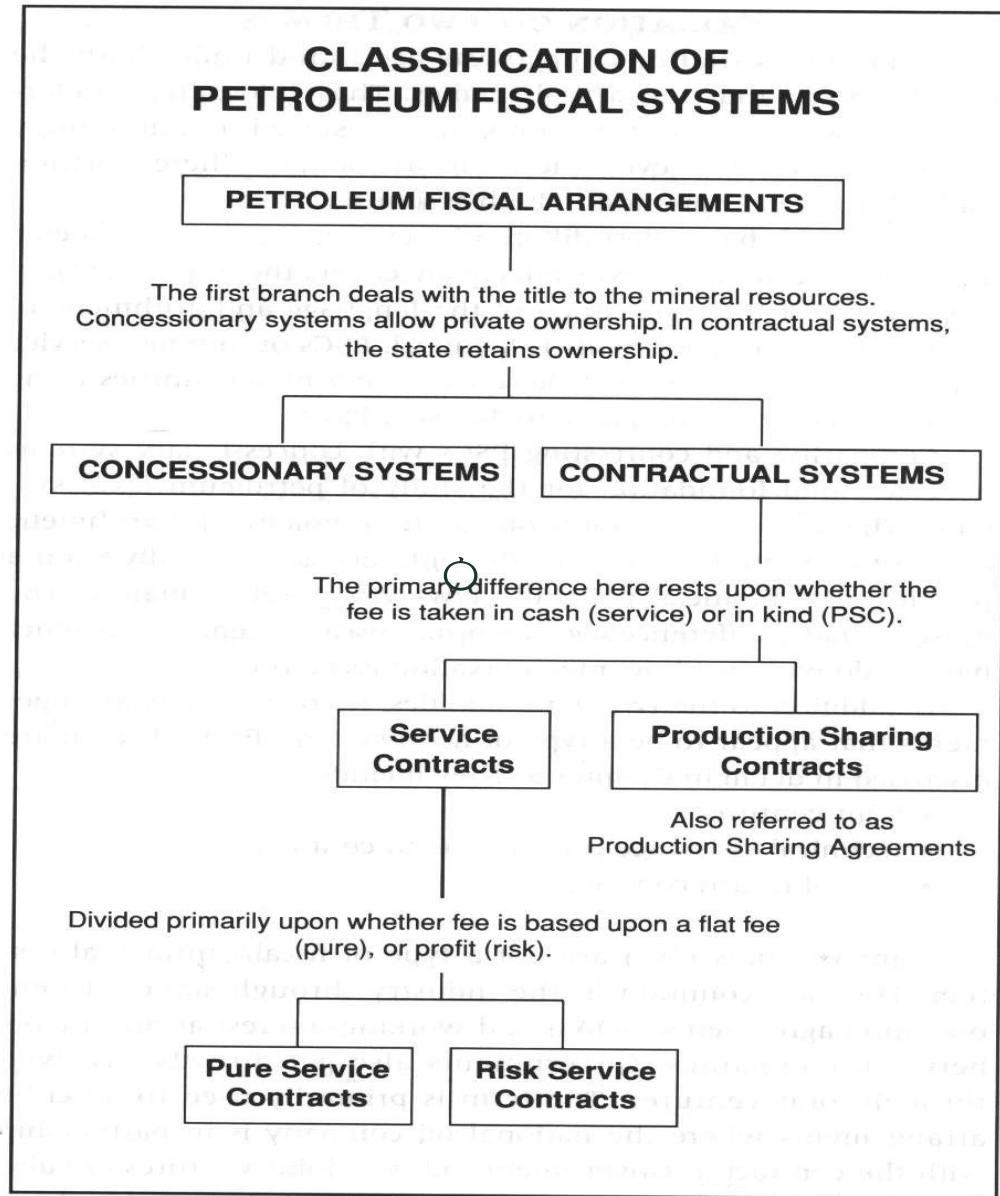 CLASSIFICATION OF
PETROLEUM FISCAL SYSTEMS
PETROLEUM FISCAL ARRANGEMENTS
The first branch deals with the title to the mineral resources.
Concessionary systems allow private ownership. In contractual systems,
the state retains ownership.
CONCESSIONARY SYSTEMS
CONTRACTUAL SYSTEMS
The primary difference here rests upon whether the
fee is taken in cash (service) or in kind (PSC).
Service
Contracts
Production Sharing
Contracts
Also referred to as
Production Sharing Agreements
Divided primarily upon whether fee is based upon a flat fee
(pure), or profit (risk).
Pure Service
Contracts
Risk Service
Contracts